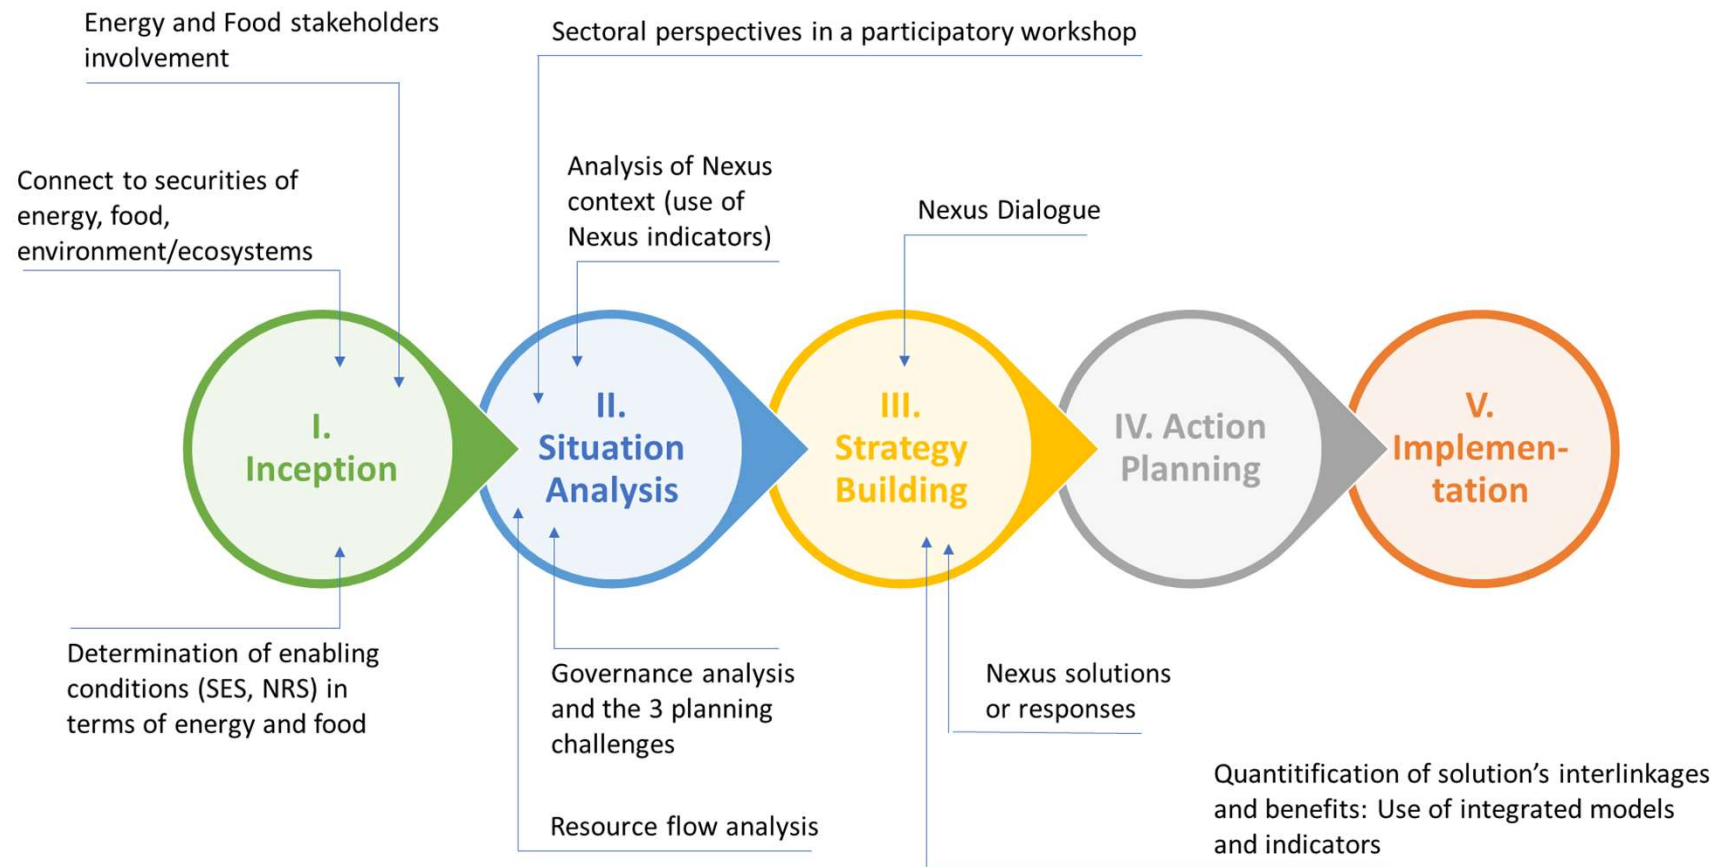 Energy and Food stakeholders
involvement
Sectoral perspectives in a participatory workshop
Connect to securities of
energy, food,
environment/ecosystems
Analysis of Nexus
context (use of
Nexus indicators)
Nexus Dialogue
I.
Inception
II.
Situation
Analysis
III.
Strategy
Building
IV. Action
Planning
V.
Implemen-
tation
Determination of enabling
conditions (SES, NRS) in
terms of energy and food
Governance analysis
and the 3 planning
challenges
Nexus solutions
or responses
Resource flow analysis
Quantitification of solution’s interlinkages
and benefits: Use of integrated models
and indicators